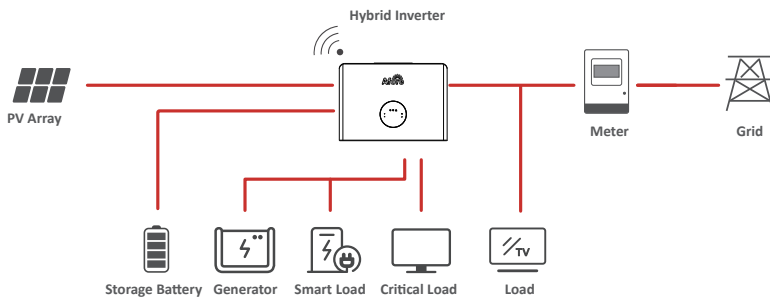 Hybrid Inverter
PV Array
Meter
Grid
Storage Battery
Generator
Smart Load
Critical Load
TV
Load